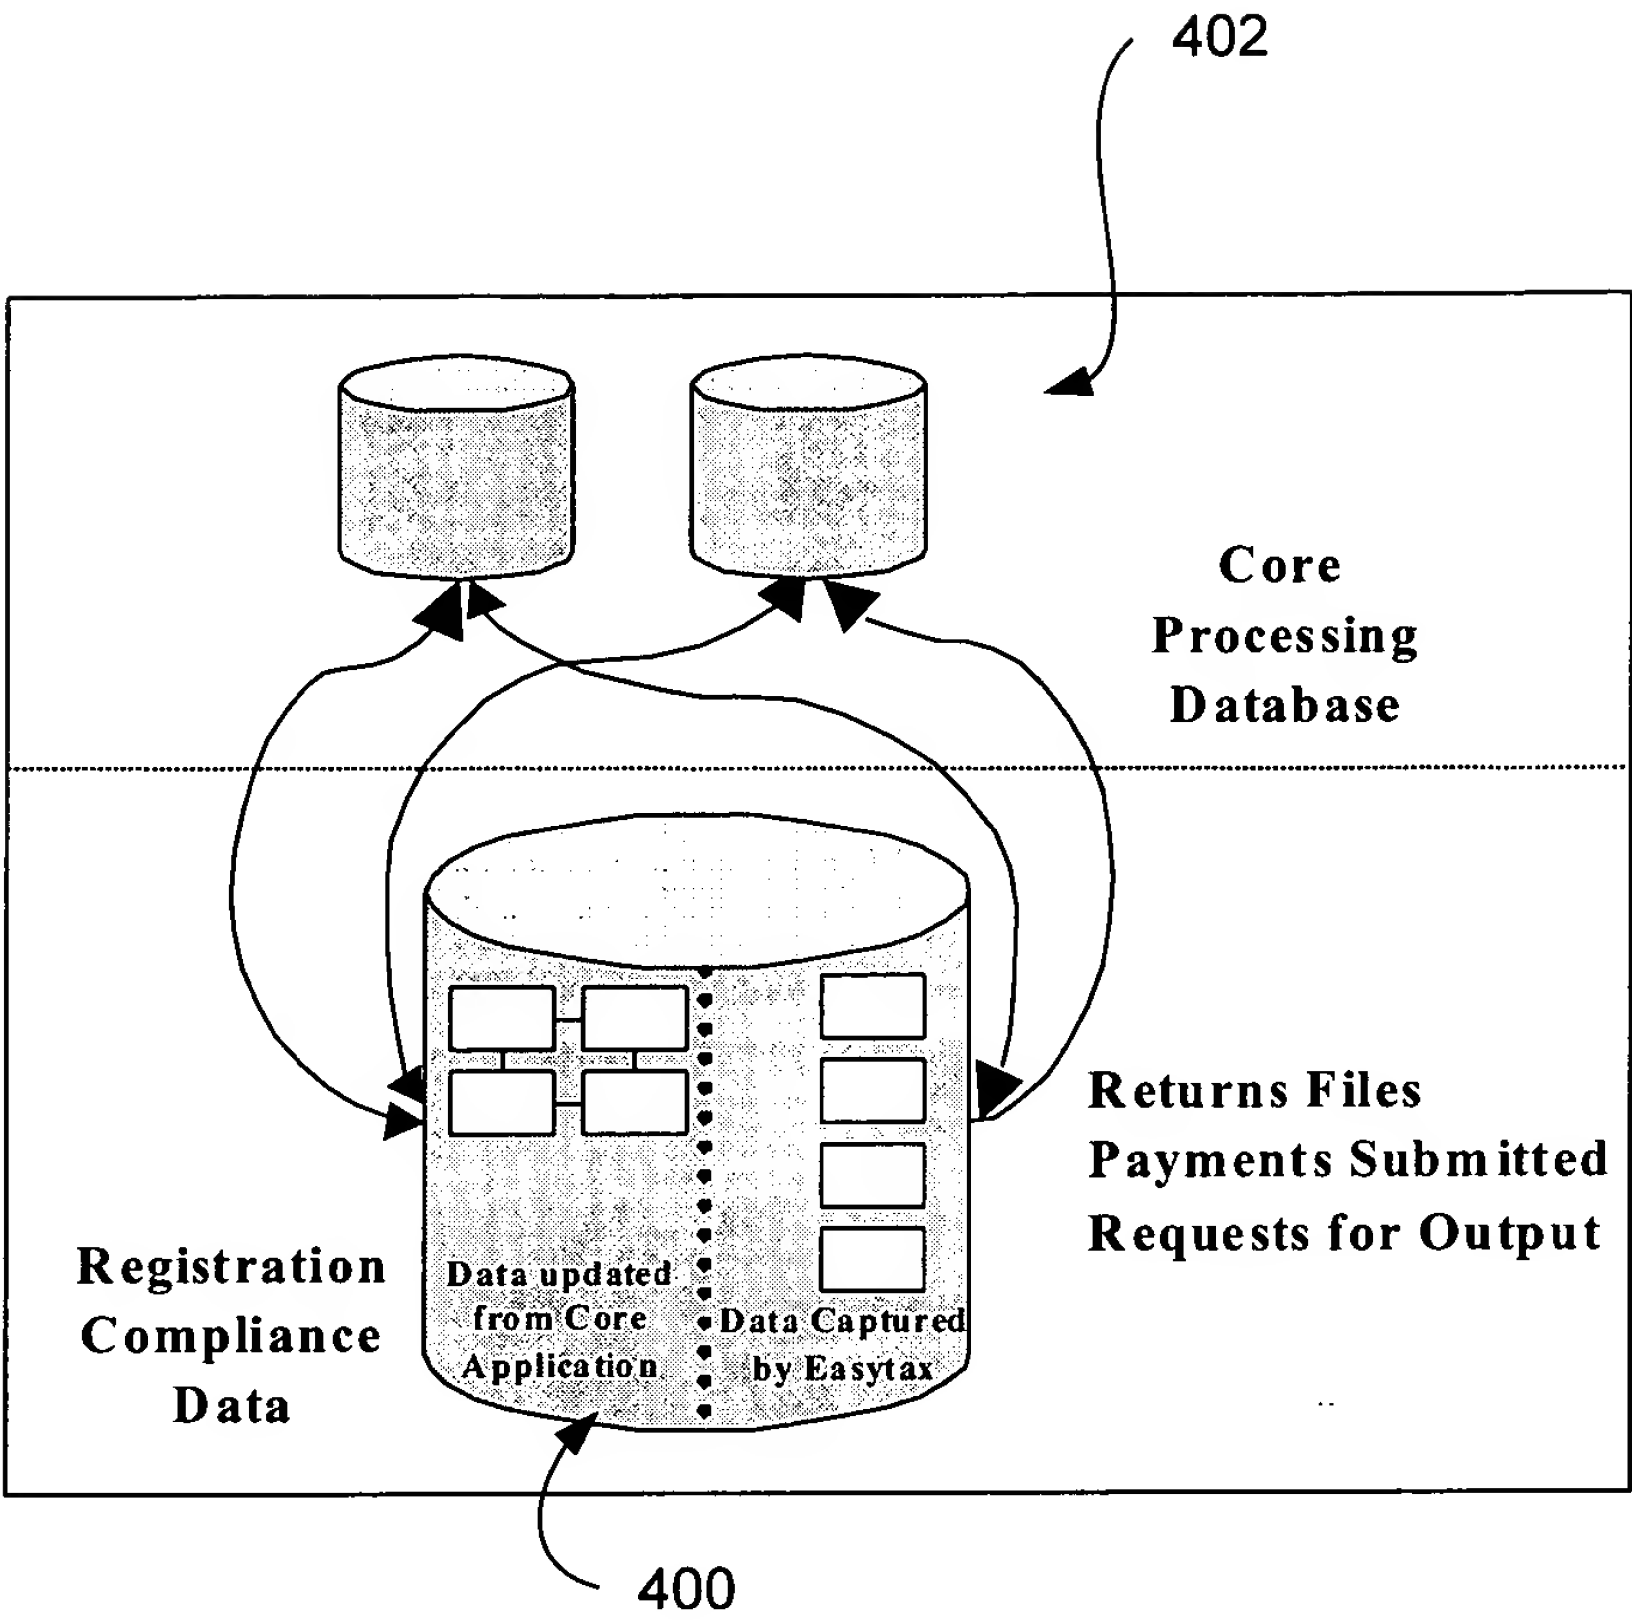 402
Core
Processing
Database
Returns Files
Payments Submitted
Requests for Output
Registration
Compliance
Data
Data updated
from Core
Application
Data Captured
by Easytax
400